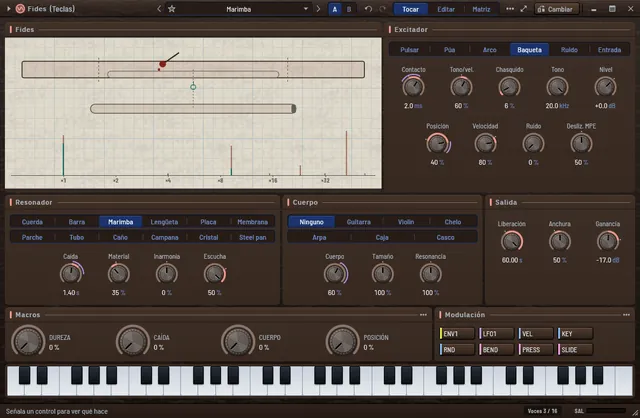 Fides (Teclas)
Marimba
A B
Tocar Editar Matriz
Cambiar
Fides
+1 +2 +4 +8 +16 +22
Excitador
Pulsar Púa Arco Baqueta Ruido Entrada
Contacto Tono/vel. Chasquido Tono Nivel
2.0 ms 60 % 6 % 20.0 kHz +0.0 dB
Posición Velocidad Ruido Desliz. MPE
40 % 80 % 0 % 50 %
Resonador
Cuerda Barra Marimba Lengüeta Placa Membrana
Parche Tubo Caño Campana Cristal Steel pan
Caída Material Inarmonía Escucha
1.40 s 35 % 0 % 50 %
Cuerpo
Ninguno Guitarra Violín Chelo
Arpa Caja Casco
Cuerpo Tamaño Resonancia
60 % 100 % 100 %
Salida
Liberación Anchura Ganancia
60.00 s 50 % -17.0 dB
Macros
DUREZA CAÍDA CUERPO POSICIÓN
0 % 0 % 0 % 0 %
Modulación
ENV1 LFO1 VEL KEY
RND BEND PRESS SLIDE
Señala un control para ver qué hace
Voces 3 / 16 SAL